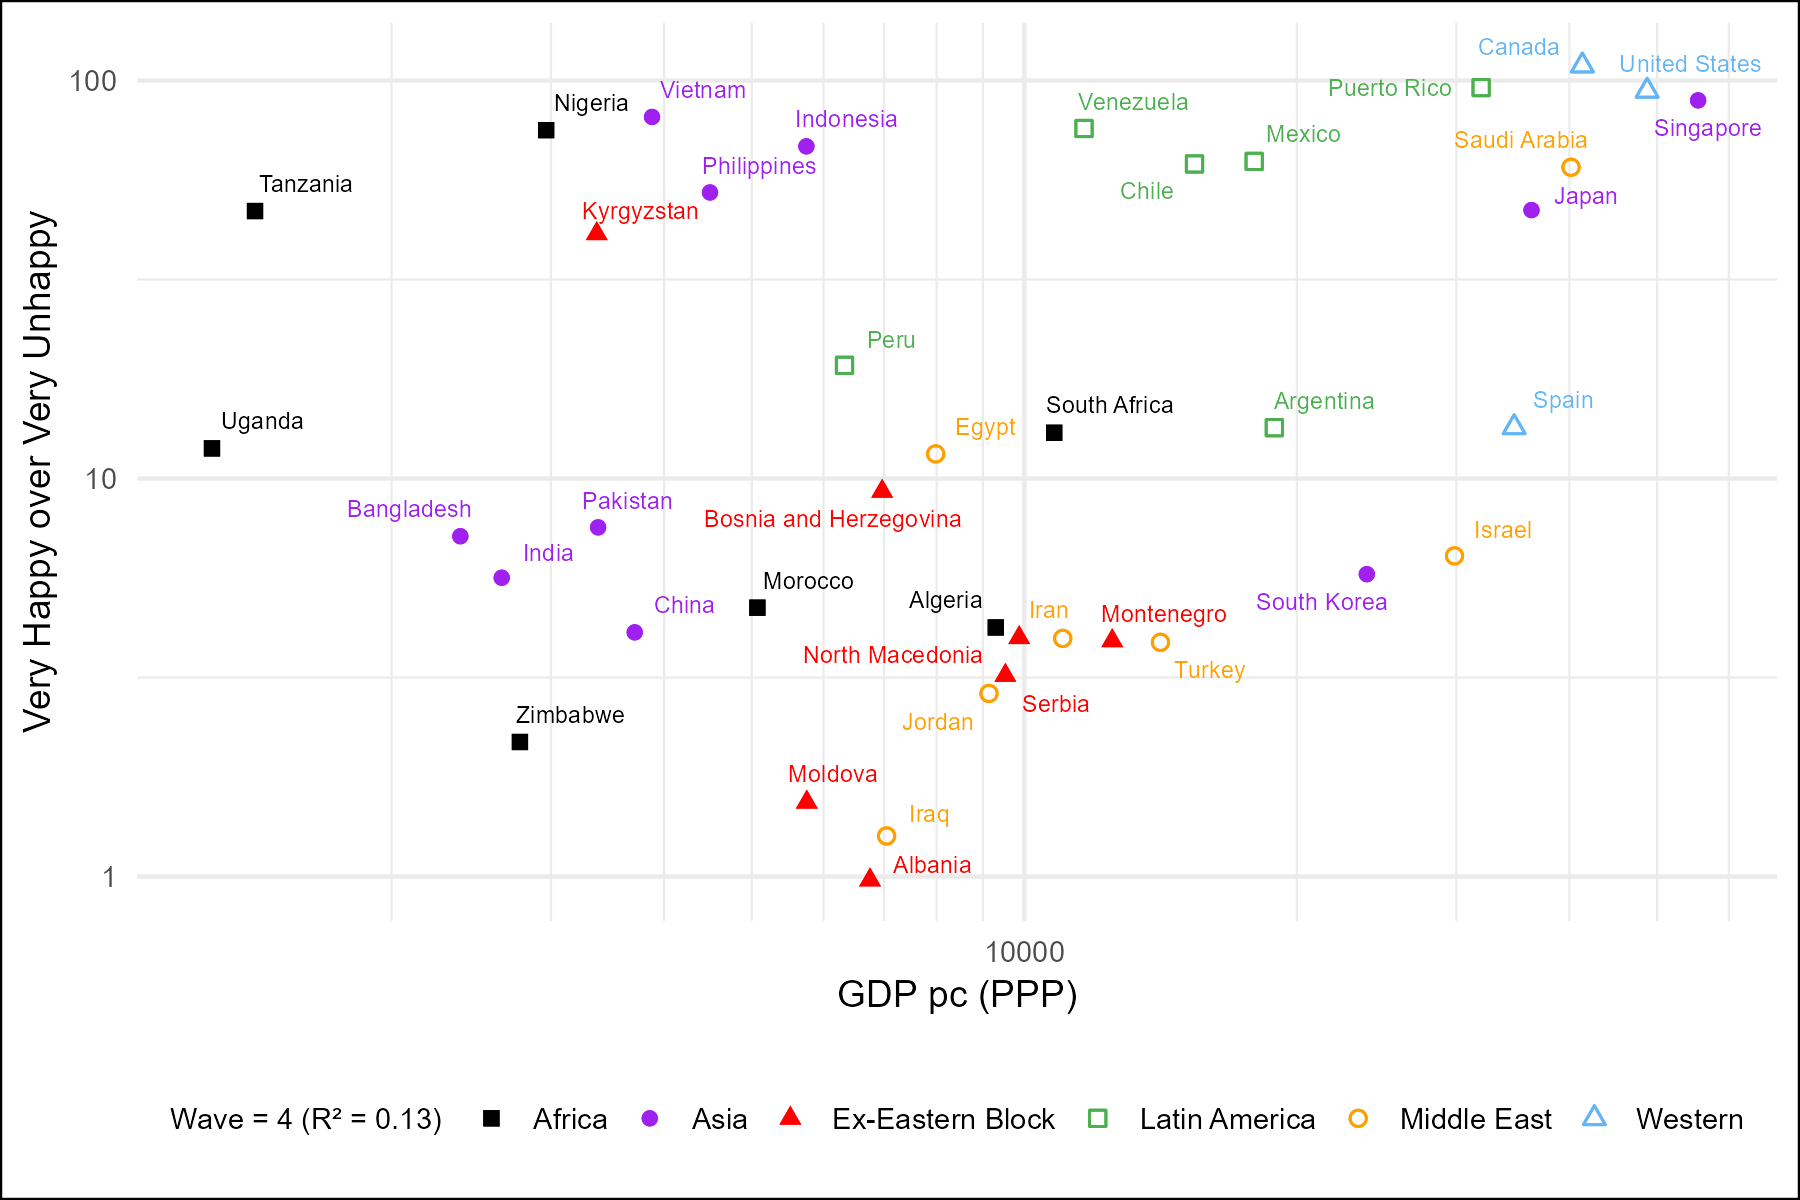 Canada
United States
100
Puerto Rico
Vietnam
Nigeria
Venezuela
Indonesia
Singapore
Mexico
Saudi Arabia
Philippines
Tanzania
Chile
Japan
Kyrgyzstan
Very Happy over Very Unhappy
Peru
Spain
Argentina
South Africa
Uganda
Egypt
10
Pakistan
Bangladesh
Bosnia and Herzegovina
Israel
India
Morocco
Algeria
South Korea
China
Iran
Montenegro
North Macedonia
Turkey
Serbia
Zimbabwe
Jordan
Moldova
Iraq
Albania
1
10000
GDP pc (PPP)
Wave = 4 (R² = 0.13) Africa Asia Ex-Eastern Block Latin America Middle East Western